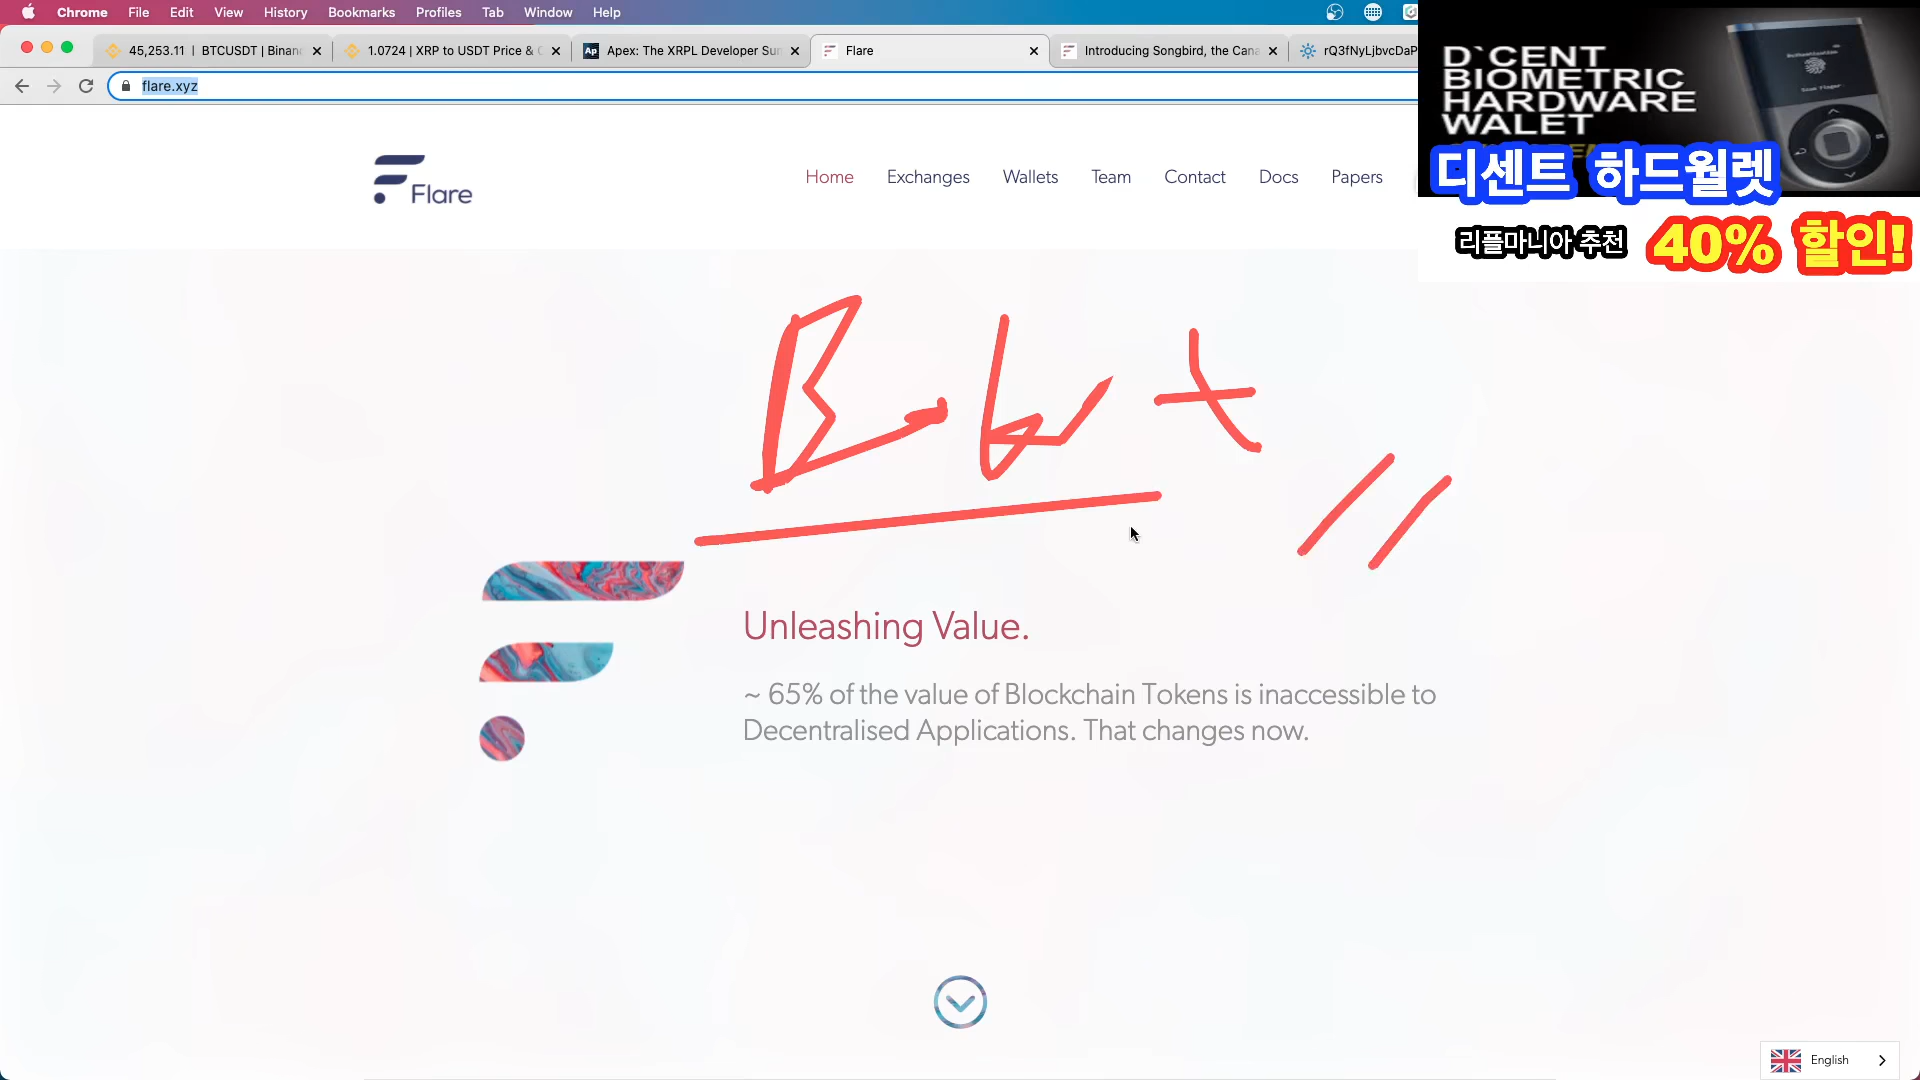 Chrome File Edit View History Bookmarks Profiles Tab Window Help
45,253.11 | BTCUSDT | Binan
1.0724 | XRP to USDT Price &
Apex: The XRPL Developer Su
Flare
Introducing Songbird, the Cana
rQ3fNyLjbvcDaP
flare.xyz
D`CENT
BIOMETRIC
HARDWARE
WALET
디센트 하드월렛
리플마니아 추천 40% 할인!
Flare
Home Exchanges Wallets Team Contact Docs Papers
Unleashing Value.
~ 65% of the value of Blockchain Tokens is inaccessible to
Decentralised Applications. That changes now.
English